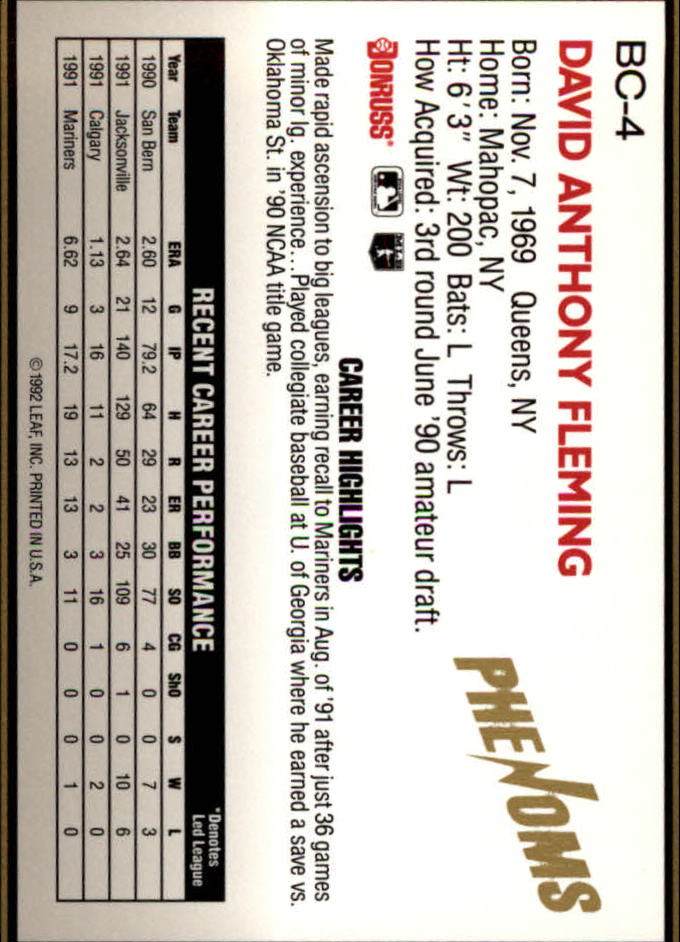 BC-4
DAVID ANTHONY FLEMING
Born: Nov. 7, 1969 Queens, NY
Home: Mahopac, NY
Ht: 6'3" Wt: 200 Bats: L Throws: L
How Acquired: 3rd round June '90 amateur draft.
PHENOMS
DONRUSS®
CAREER HIGHLIGHTS
Made rapid ascension to big leagues, earning recall to Mariners in Aug. of '91 after just 36 games
of minor lg. experience...Played collegiate baseball at U. of Georgia where he earned a save vs.
Oklahoma St. in '90 NCAA title game.
RECENT CAREER PERFORMANCE
*Denotes
Led League
Year Team ERA G IP H R ER BB SO CG ShO S W L
1990 San Bern 2.60 12 79.2 64 29 23 30 77 4 0 0 7 3
1991 Jacksonville 2.64 21 140 129 50 41 25 109 6 1 0 10 6
1991 Calgary 1.13 3 16 11 2 2 3 16 1 0 0 2 0
1991 Mariners 6.62 9 17.2 19 13 13 3 11 0 0 0 1 0
© 1992 LEAF, INC. PRINTED IN U.S.A.